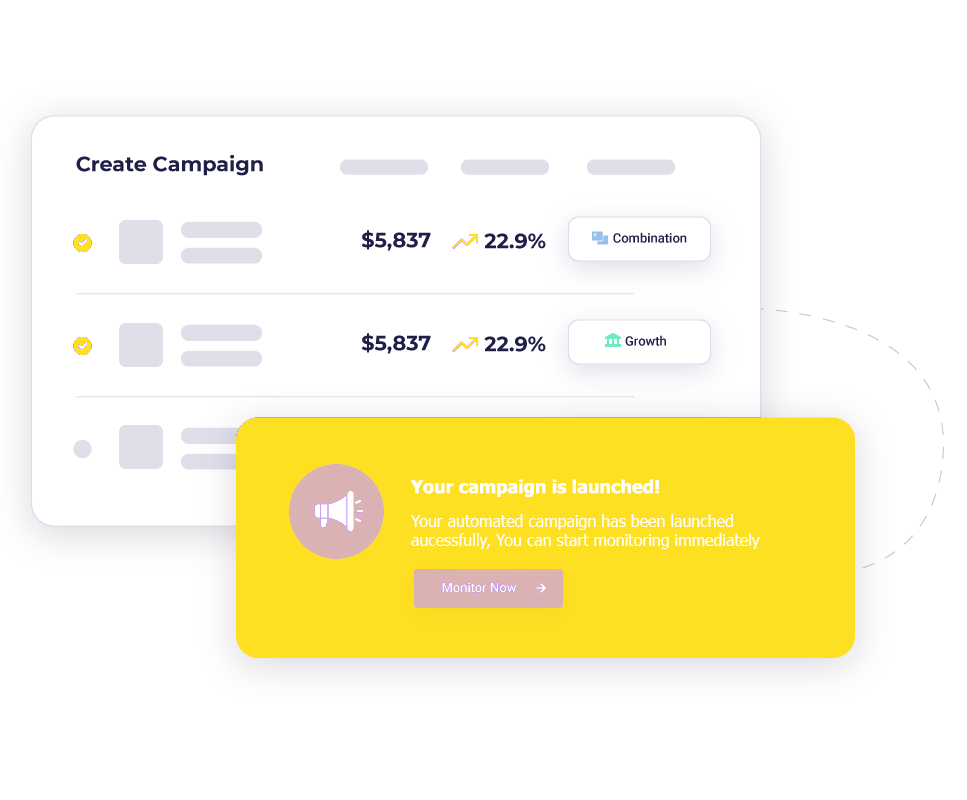 Create Campaign
$5,837 22.9% Combination
$5,837 22.9% Growth
Your campaign is launched!
Your automated campaign has been launched
aucessfully, You can start monitoring immediately
Monitor Now